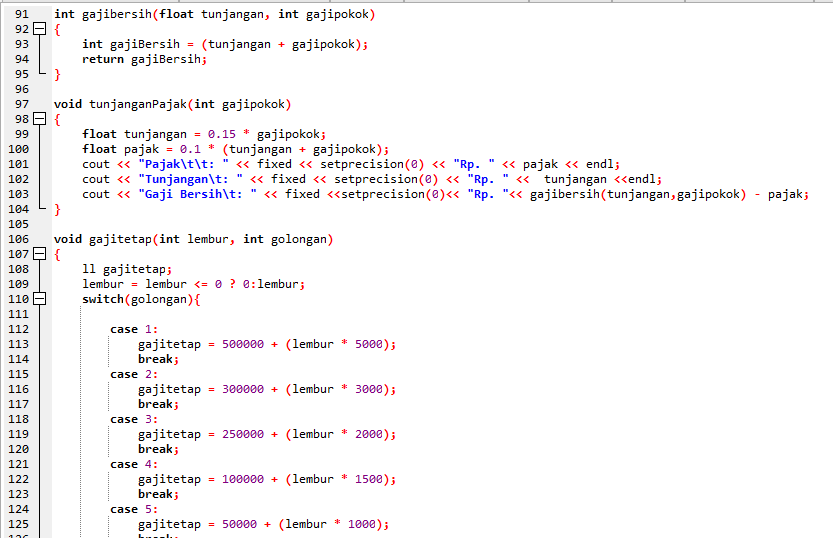 91 int gajibersih(float tunjangan, int gajipokok)
92 {
93 int gajiBersih = (tunjangan + gajipokok);
94 return gajiBersih;
95 }
96
97 void tunjanganPajak(int gajipokok)
98 {
99 float tunjangan = 0.15 * gajipokok;
100 float pajak = 0.1 * (tunjangan + gajipokok);
101 cout << "Pajak\t\t: " << fixed << setprecision(0) << "Rp. " << pajak << endl;
102 cout << "Tunjangan\t: " << fixed << setprecision(0) << "Rp. " << tunjangan <<endl;
103 cout << "Gaji Bersih\t: " << fixed <<setprecision(0)<< "Rp. "<< gajibersih(tunjangan,gajipokok) - pajak;
104 }
105
106 void gajitetap(int lembur, int golongan)
107 {
108 ll gajitetap;
109 lembur = lembur <= 0 ? 0:lembur;
110 switch(golongan){
111
112 case 1:
113 gajitetap = 500000 + (lembur * 5000);
114 break;
115 case 2:
116 gajitetap = 300000 + (lembur * 3000);
117 break;
118 case 3:
119 gajitetap = 250000 + (lembur * 2000);
120 break;
121 case 4:
122 gajitetap = 100000 + (lembur * 1500);
123 break;
124 case 5:
125 gajitetap = 50000 + (lembur * 1000);